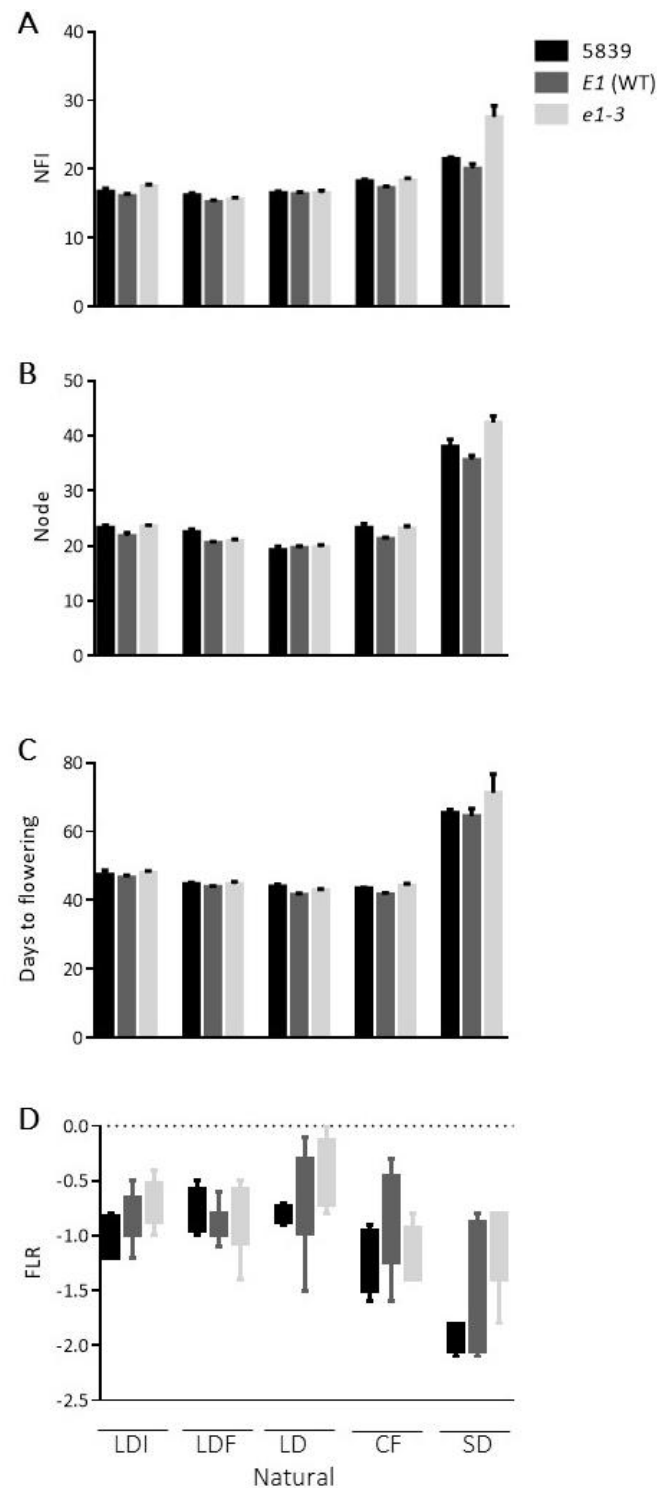 A
40
30
20
10
0
NFI
5839
E1 (WT)
e1-3
B
50
40
30
20
10
0
Node
C
80
60
40
20
0
Days to flowering
D
0.0
-0.5
-1.0
-1.5
-2.0
-2.5
FLR
LDI LDF LD CF SD
Natural